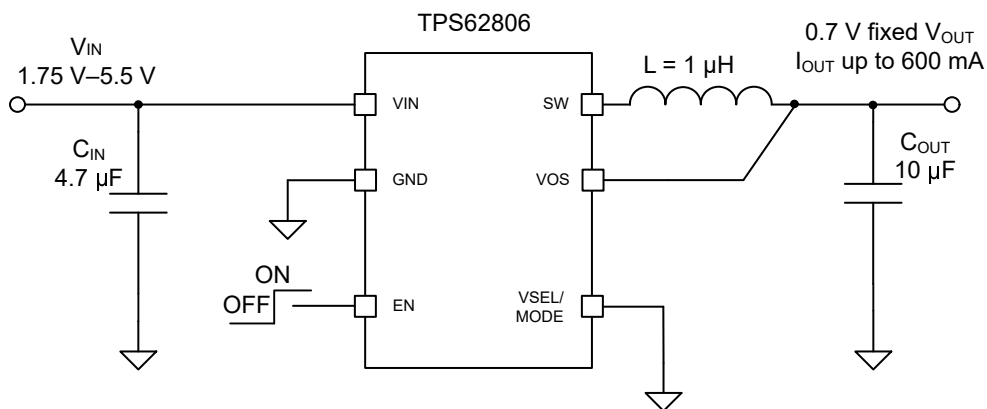 TPS62806
VIN
1.75 V–5.5 V
0.7 V fixed VOUT
IOUT up to 600 mA
L = 1 µH
VIN
SW
CIN
4.7 µF
COUT
10 µF
GND
VOS
ON
OFF
EN
VSEL/
MODE